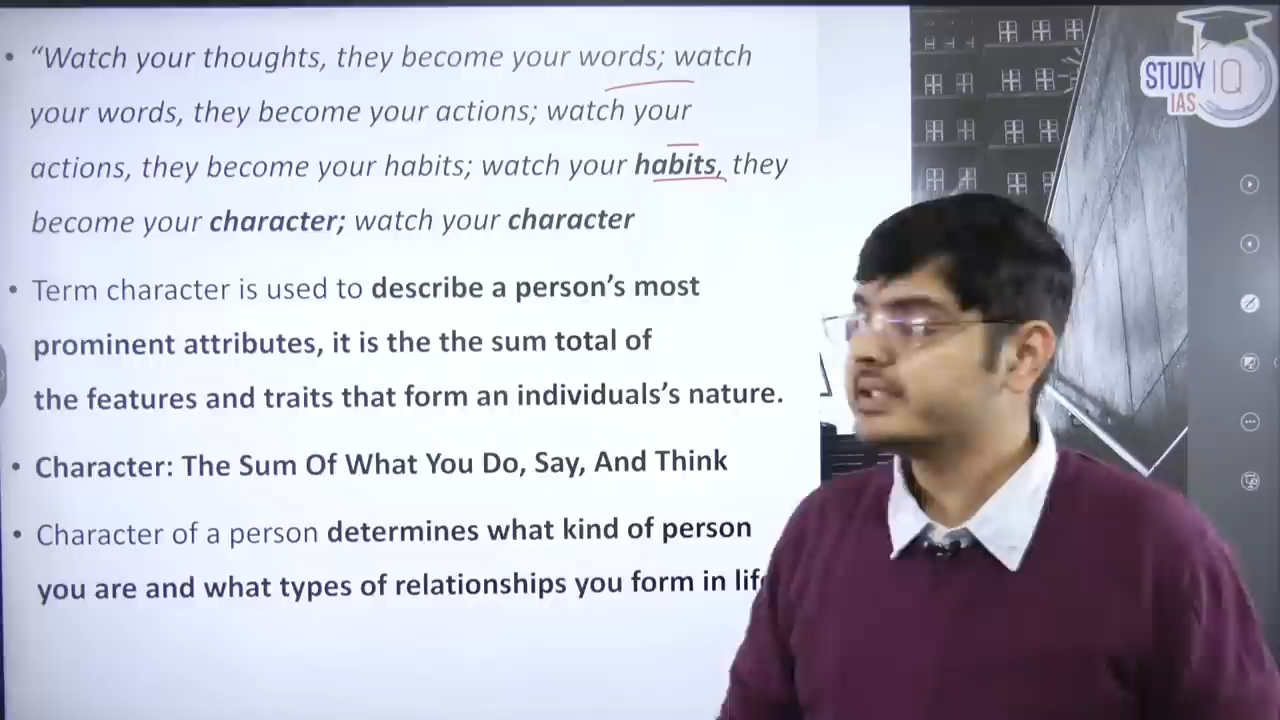 • “Watch your thoughts, they become your words; watch
your words, they become your actions; watch your
actions, they become your habits; watch your habits, they
become your character; watch your character
• Term character is used to describe a person’s most
prominent attributes, it is the the sum total of
the features and traits that form an individuals’s nature.
• Character: The Sum Of What You Do, Say, And Think
• Character of a person determines what kind of person
you are and what types of relationships you form in life
STUDY IQ
IAS